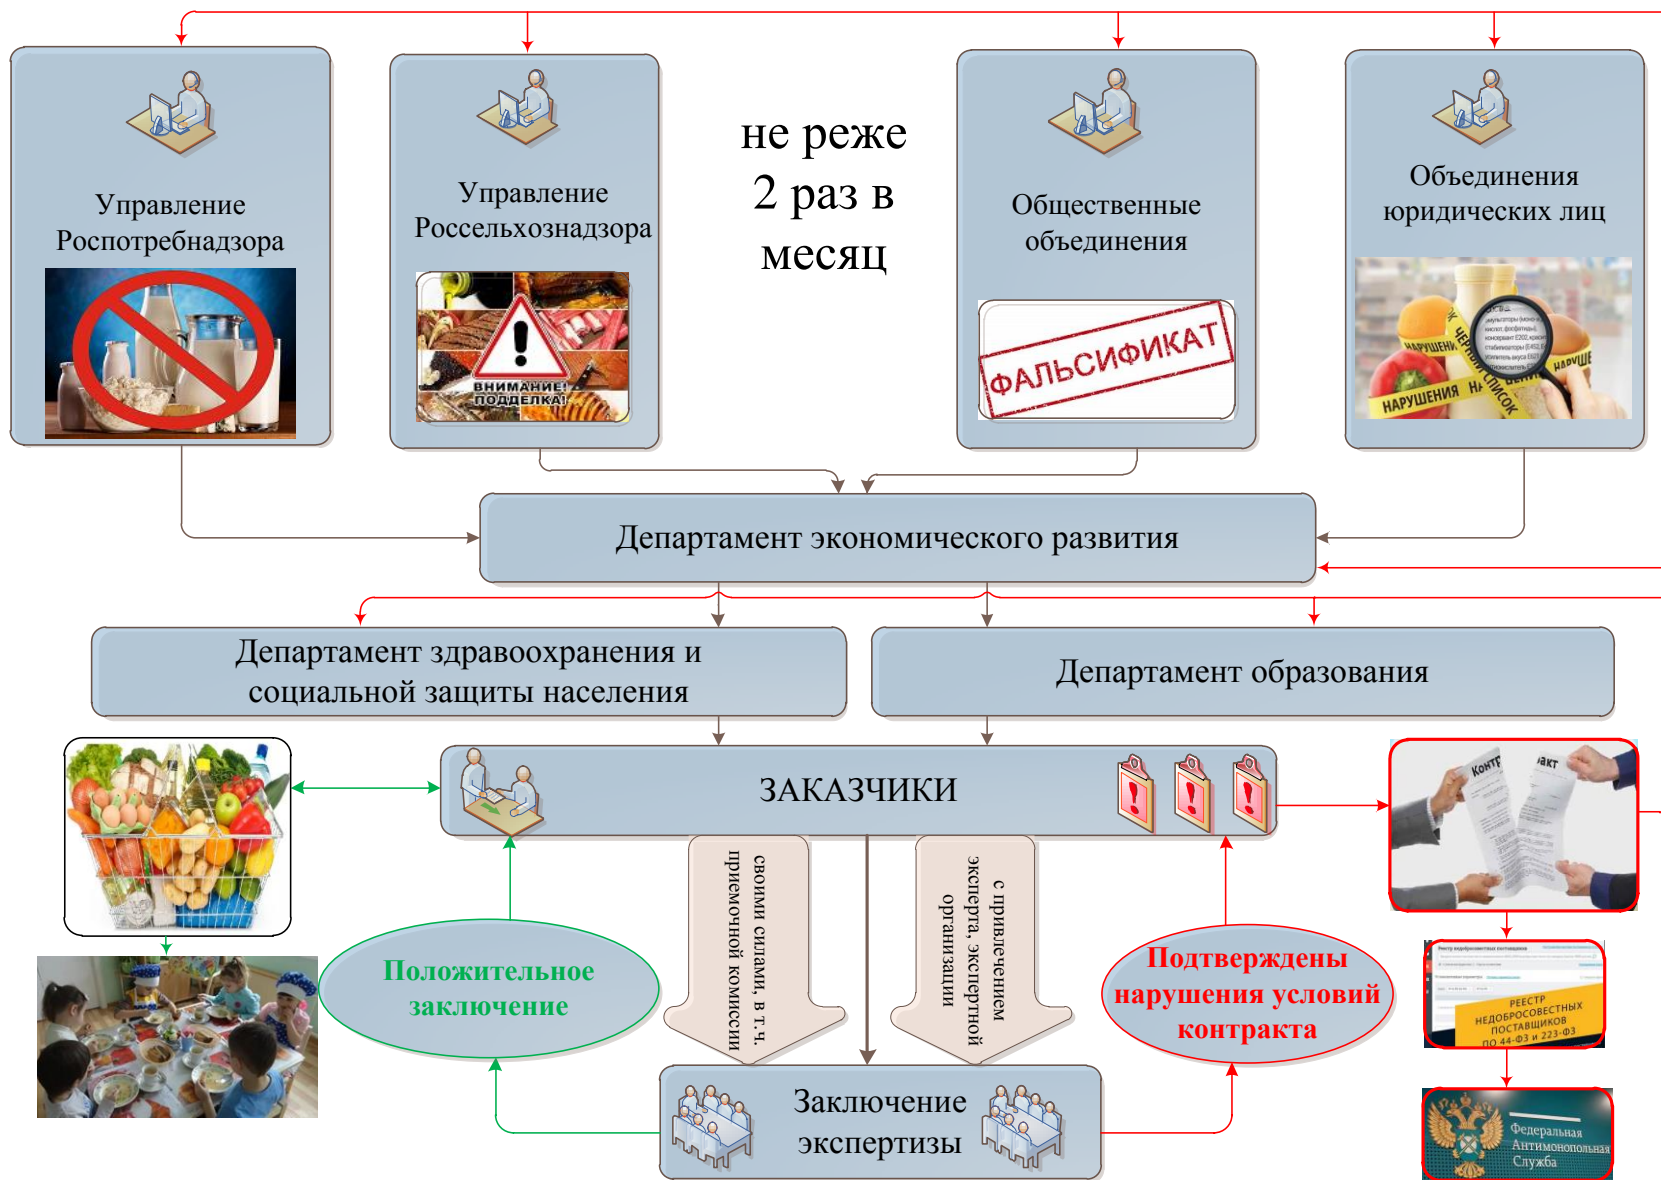 Управление
Роспотребнадзора
Управление
Россельхознадзора
ВНИМАНИЕ!
ПОДДЕЛКА!
не реже
2 раз в
месяц
Общественные
объединения
ФАЛЬСИФИКАТ
Объединения
юридических лиц
НАРУШЕНИЯ
ЧЕРНЫЙ СПИСОК
Департамент экономического развития
Департамент здравоохранения и
социальной защиты населения
Департамент образования
ЗАКАЗЧИКИ
своими силами, в т.ч.
приемочной комиссии
с привлечением
эксперта, экспертной
организации
Положительное
заключение
Подтверждены
нарушения условий
контракта
Заключение
экспертизы
РЕЕСТР
НЕДОБРОСОВЕСТНЫХ
ПОСТАВЩИКОВ
ПО 44-ФЗ и 223-ФЗ
Федеральная
Антимонопольная
Служба